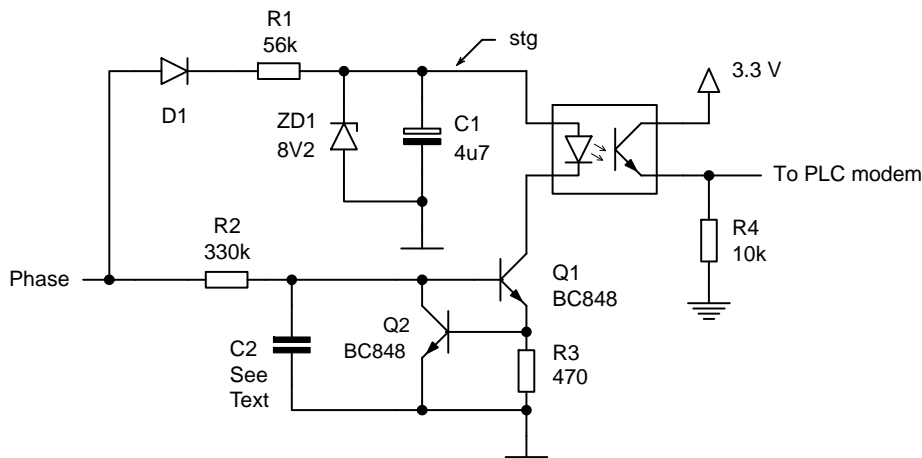 R1
56k
stg
3.3 V
D1
ZD1
8V2
C1
4u7
To PLC modem
R2
330k
R4
10k
Phase
Q1
BC848
Q2
BC848
C2
See
Text
R3
470